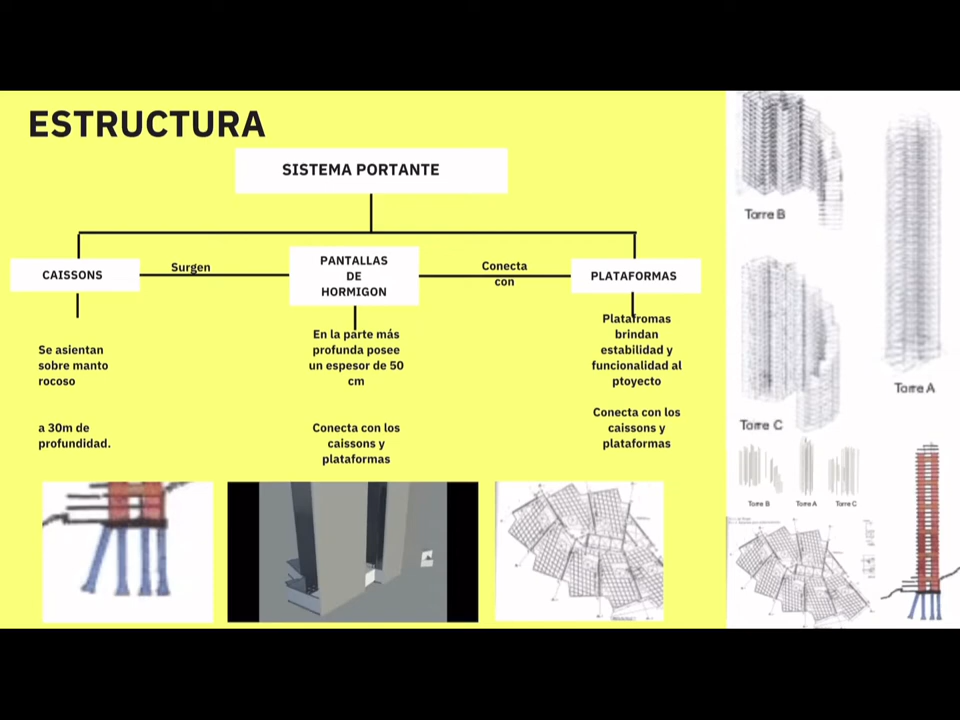 ESTRUCTURA
SISTEMA PORTANTE
CAISSONS
Surgen
PANTALLAS
DE
HORMIGON
Conecta
con
PLATAFORMAS
Se asientan
sobre manto
rocoso
a 30m de
profundidad.
En la parte más
profunda posee
un espesor de 50
cm
Conecta con los
caissons y
plataformas
Platafromas
brindan
estabilidad y
funcionalidad al
ptoyecto
Conecta con los
caissons y
plataformas
Torre B
Torre A
Torre C
Torre B
Torre A
Torre C